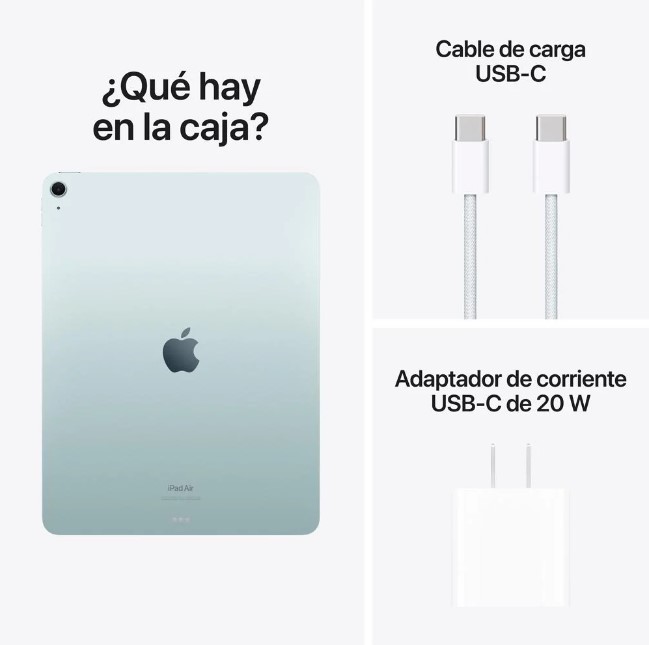 ¿Qué hay
en la caja?
iPad Air
Cable de carga
USB-C
Adaptador de corriente
USB-C de 20 W